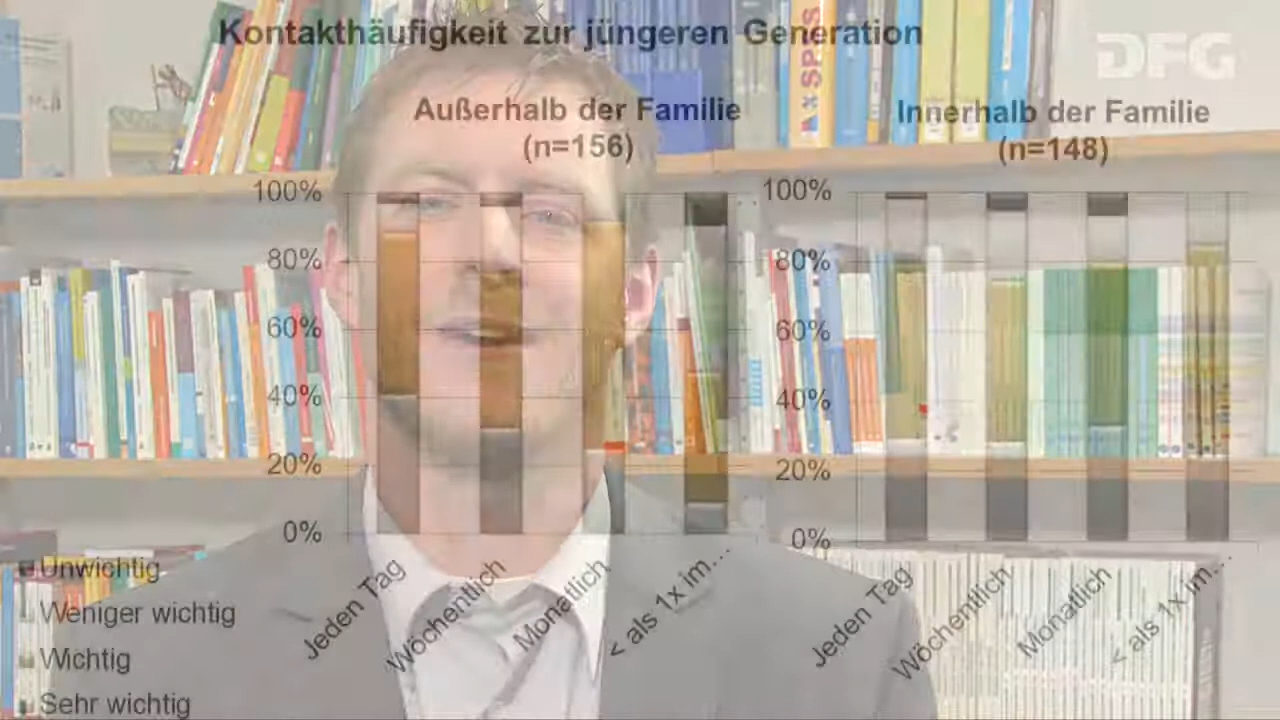 Kontakthäufigkeit zur jüngeren Generation
DFG
SPSS
Außerhalb der Familie
(n=156)
Innerhalb der Familie
(n=148)
100%
80%
60%
40%
20%
0%
100%
80%
60%
40%
20%
0%
Jeden Tag
Wöchentlich
Monatlich
< als 1x im...
Jeden Tag
Wöchentlich
Monatlich
< als 1x im...
Unwichtig
Weniger wichtig
Wichtig
Sehr wichtig